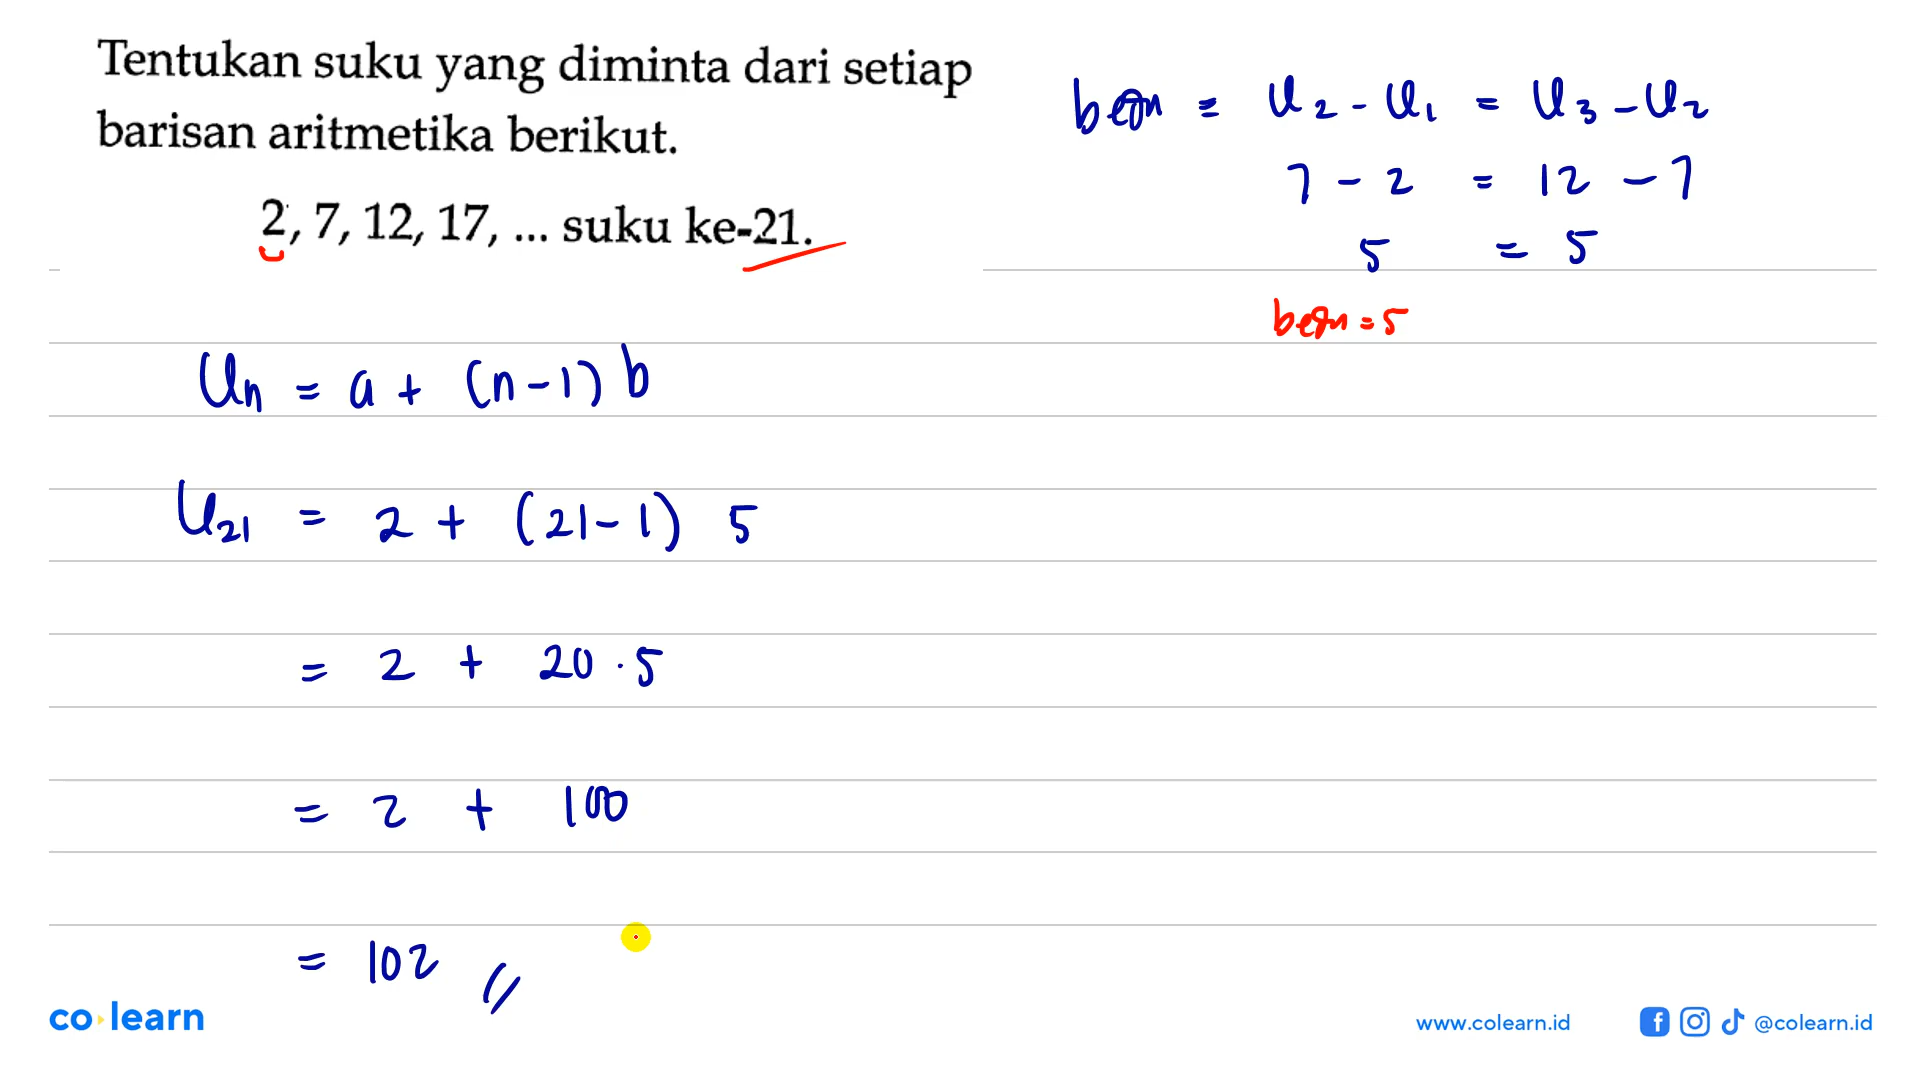 Tentukan suku yang diminta dari setiap
barisan aritmetika berikut.
2, 7, 12, 17, ... suku ke-21.
beda = U₂ - U₁ = U₃ - U₂
7 - 2 = 12 - 7
5 = 5
beda = 5
Uₙ = a + (n-1) b
U₂₁ = 2 + (21-1) 5
= 2 + 20 · 5
= 2 + 100
= 102 //
co learn
www.colearn.id
@colearn.id